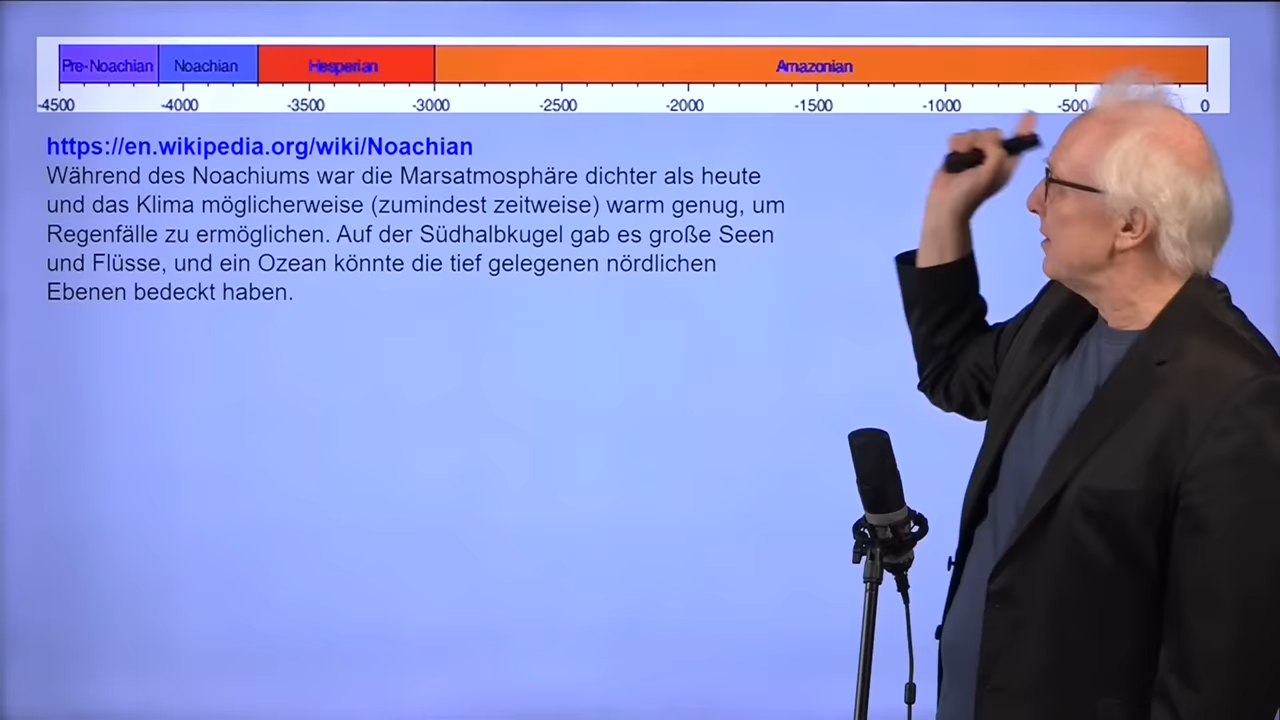 Pre-Noachian Noachian Hesperian Amazonian
-4500 -4000 -3500 -3000 -2500 -2000 -1500 -1000 -500 0
https://en.wikipedia.org/wiki/Noachian
Während des Noachiums war die Marsatmosphäre dichter als heute
und das Klima möglicherweise (zumindest zeitweise) warm genug, um
Regenfälle zu ermöglichen. Auf der Südhalbkugel gab es große Seen
und Flüsse, und ein Ozean könnte die tief gelegenen nördlichen
Ebenen bedeckt haben.